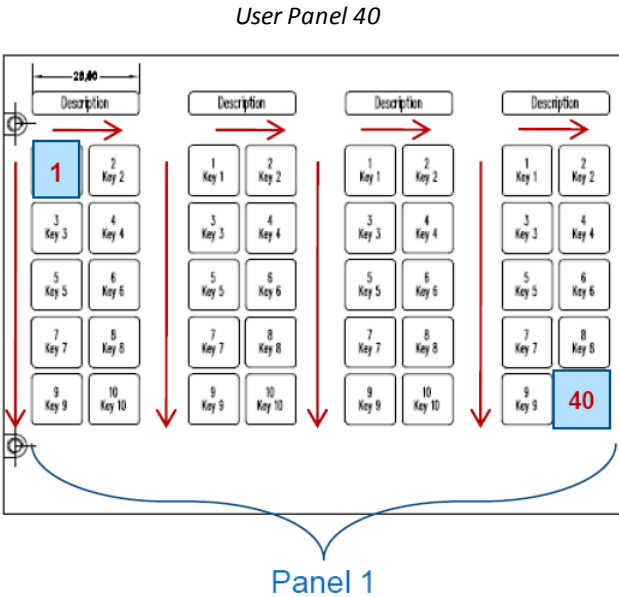 User Panel 40
28,00
Description Description Description Description
1 2 1 2 1 2 1 2
Key 2 Key 1 Key 2 Key 1 Key 2 Key 1 Key 2
3 4 3 4 3 4 3 4
Key 3 Key 4 Key 3 Key 4 Key 3 Key 4 Key 3 Key 4
5 6 5 6 5 6 5 6
Key 5 Key 6 Key 5 Key 6 Key 5 Key 6 Key 5 Key 6
7 8 7 8 7 8 7 8
Key 7 Key 8 Key 7 Key 8 Key 7 Key 8 Key 7 Key 8
9 10 9 10 9 10 9 40
Key 9 Key 10 Key 9 Key 10 Key 9 Key 10 Key 9
Panel 1